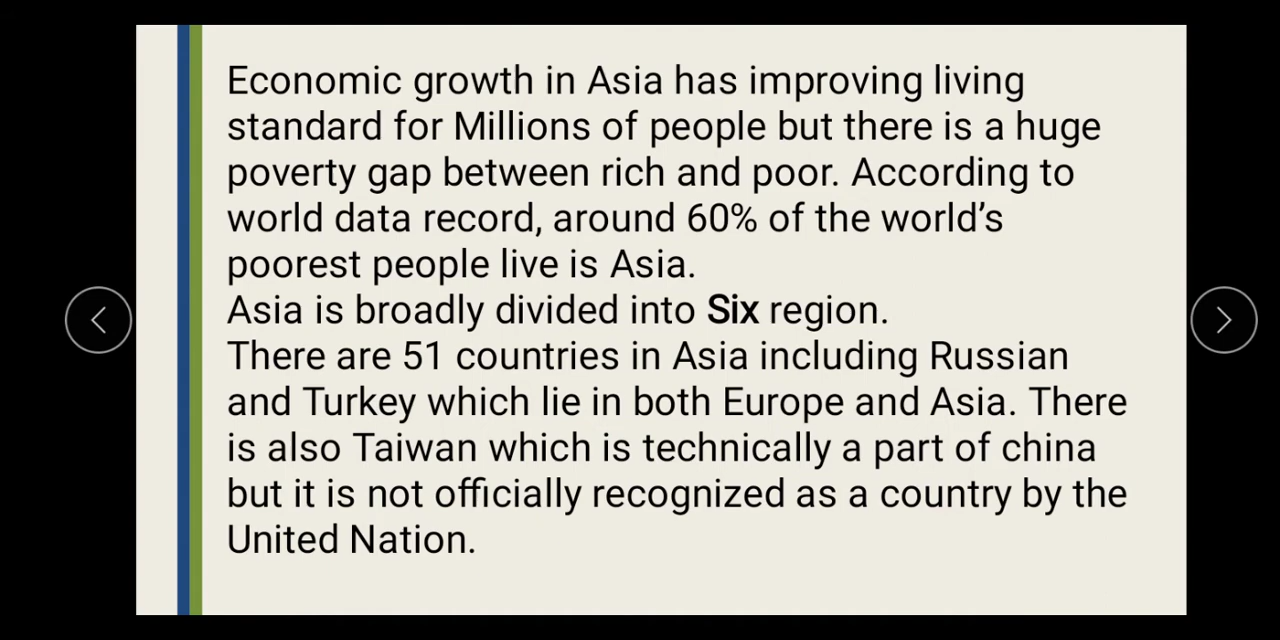 Economic growth in Asia has improving living
standard for Millions of people but there is a huge
poverty gap between rich and poor. According to
world data record, around 60% of the world’s
poorest people live is Asia.
Asia is broadly divided into Six region.
There are 51 countries in Asia including Russian
and Turkey which lie in both Europe and Asia. There
is also Taiwan which is technically a part of china
but it is not officially recognized as a country by the
United Nation.